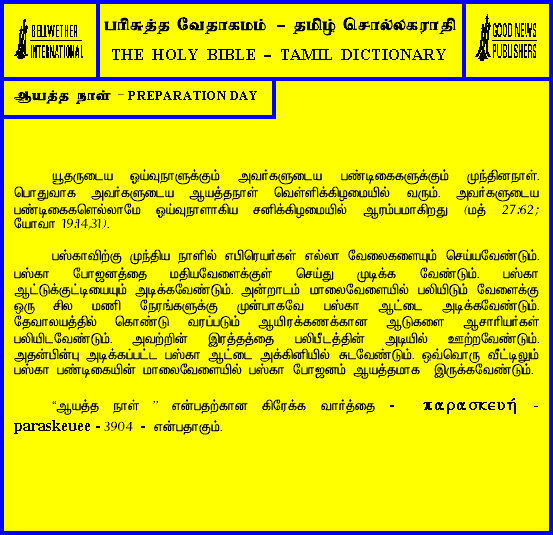 BELLWETHER
INTERNATIONAL
பரிசுத்த வேதாகமம் – தமிழ் சொல்லகராதி
THE HOLY BIBLE – TAMIL DICTIONARY
GOOD NEWS
PUBLISHERS
ஆயத்த நாள் – PREPARATION DAY
யூதருடைய ஓய்வுநாளுக்கும் அவர்களுடைய பண்டிகைகளுக்கும் முந்தினநாள்.
பொதுவாக அவர்களுடைய ஆயத்தநாள் வெள்ளிக்கிழமையில் வரும். அவர்களுடைய
பண்டிகைகளெல்லாமே ஓய்வுநாளாகிய சனிக்கிழமையில் ஆரம்பமாகிறது (மத் 27:62;
யோவா 19:14,31).
பஸ்காவிற்கு முந்திய நாளில் எபிரெயர்கள் எல்லா வேலைகளையும் செய்யவேண்டும்.
பஸ்கா போஜனத்தை மதியவேளைக்குள் செய்து முடிக்க வேண்டும். பஸ்கா
ஆட்டுக்குட்டியையும் அடிக்கவேண்டும். அன்றாடம் மாலைவேளையில் பலியிடும் வேளைக்கு
ஒரு சில மணி நேரங்களுக்கு முன்பாகவே பஸ்கா ஆட்டை அடிக்கவேண்டும்.
தேவாலயத்தில் கொண்டு வரப்படும் ஆயிரக்கணக்கான ஆடுகளை ஆசாரியர்கள்
பலியிடவேண்டும். அவற்றின் இரத்தத்தை பலிபீடத்தின் அடியில் ஊற்றவேண்டும்.
அதன்பின்பு அடிக்கப்பட்ட பஸ்கா ஆட்டை அக்கினியில் சுடவேண்டும். ஒவ்வொரு வீட்டிலும்
பஸ்கா பண்டிகையின் மாலைவேளையில் பஸ்கா போஜனம் ஆயத்தமாக இருக்கவேண்டும்.
“ஆயத்த நாள் ” என்பதற்கான கிரேக்க வார்த்தை - παρασκευή -
paraskeuee - 3904 - என்பதாகும்.